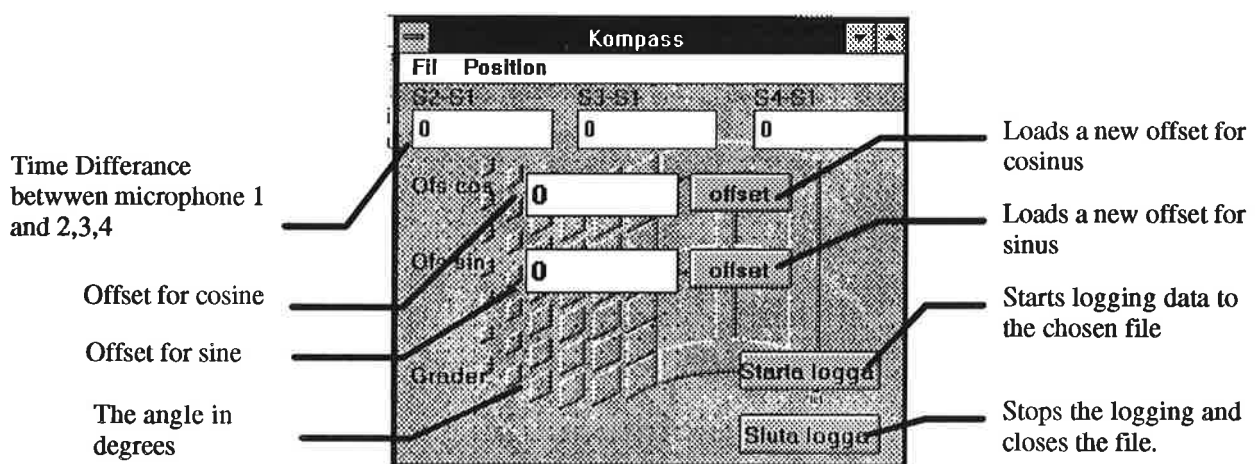 Kompass
Fil Position
S2-S1 S3-S1 S4-S1
0 0 0
Time Differance
betwwen microphone 1
and 2,3,4
Loads a new offset for
cosinus
Ofs cos 0 offset
Loads a new offset for
sinus
Ofs sin 0 offset
Offset for cosine
Starts logging data to
the chosen file
Offset for sine
Grader
Starta logga
The angle in
degrees
Stops the logging and
closes the file.
Sluta logga